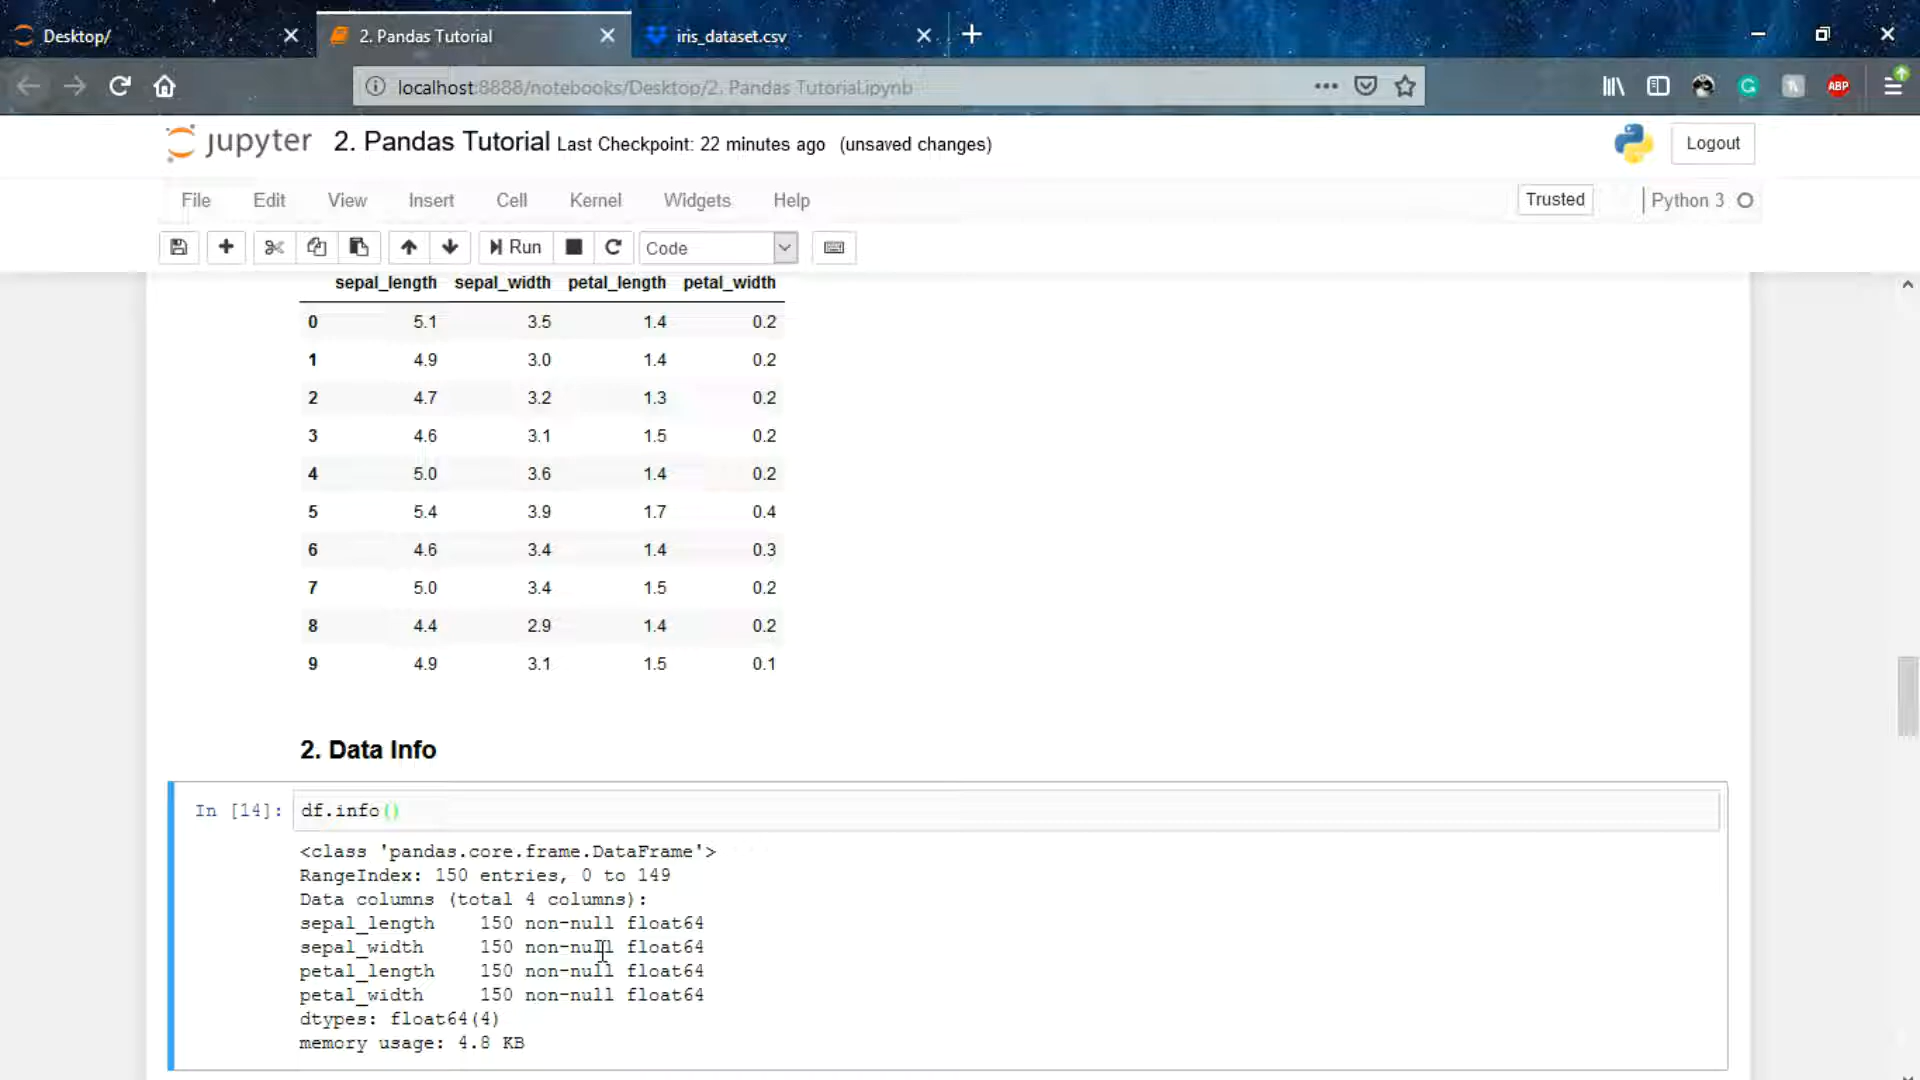 Desktop/
2. Pandas Tutorial
iris_dataset.csv
localhost:8888/notebooks/Desktop/2. Pandas Tutorial.ipynb
ABP
jupyter 2. Pandas Tutorial Last Checkpoint: 22 minutes ago (unsaved changes)
Logout
File Edit View Insert Cell Kernel Widgets Help
Trusted
Python 3
Run
Code
sepal_length sepal_width petal_length petal_width
0 5.1 3.5 1.4 0.2
1 4.9 3.0 1.4 0.2
2 4.7 3.2 1.3 0.2
3 4.6 3.1 1.5 0.2
4 5.0 3.6 1.4 0.2
5 5.4 3.9 1.7 0.4
6 4.6 3.4 1.4 0.3
7 5.0 3.4 1.5 0.2
8 4.4 2.9 1.4 0.2
9 4.9 3.1 1.5 0.1
2. Data Info
In [14]: df.info()
<class 'pandas.core.frame.DataFrame'>
RangeIndex: 150 entries, 0 to 149
Data columns (total 4 columns):
sepal_length 150 non-null float64
sepal_width 150 non-null float64
petal_length 150 non-null float64
petal_width 150 non-null float64
dtypes: float64(4)
memory usage: 4.8 KB